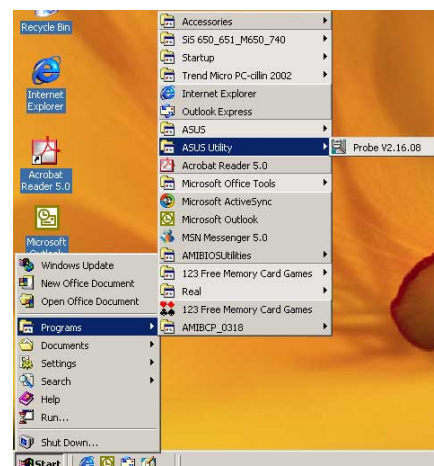 Recycle Bin
Internet
Explorer
Acrobat
Reader 5.0
Microsoft
Outlook
Accessories
SiS 650_651_M650_740
Startup
Trend Micro PC-cillin 2002
Internet Explorer
Outlook Express
ASUS
ASUS Utility
Acrobat Reader 5.0
Microsoft Office Tools
Microsoft ActiveSync
Microsoft Outlook
MSN Messenger 5.0
AMIBIOSUtilities
123 Free Memory Card Games
Real
123 Free Memory Card Games
AMIBCP_0318
Probe V2.16.08
Windows Update
New Office Document
Open Office Document
Programs
Documents
Settings
Search
Help
Run...
Shut Down...
Start